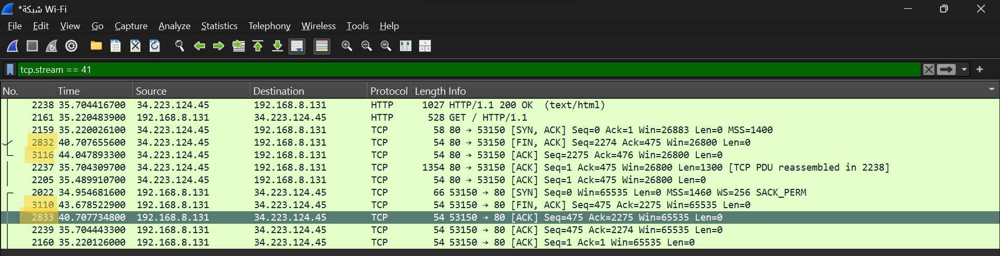 *شبكة Wi-Fi
File Edit View Go Capture Analyze Statistics Telephony Wireless Tools Help
tcp.stream == 41
No. Time Source Destination Protocol Length Info
2238 35.704416700 34.223.124.45 192.168.8.131 HTTP 1027 HTTP/1.1 200 OK (text/html)
2161 35.220483900 192.168.8.131 34.223.124.45 HTTP 528 GET / HTTP/1.1
2159 35.220026100 34.223.124.45 192.168.8.131 TCP 58 80 → 53150 [SYN, ACK] Seq=0 Ack=1 Win=26883 Len=0 MSS=1400
2832 40.707655600 34.223.124.45 192.168.8.131 TCP 54 80 → 53150 [FIN, ACK] Seq=2274 Ack=475 Win=26800 Len=0
3116 44.047893300 34.223.124.45 192.168.8.131 TCP 54 80 → 53150 [ACK] Seq=2275 Ack=476 Win=26800 Len=0
2237 35.704309700 34.223.124.45 192.168.8.131 TCP 1354 80 → 53150 [ACK] Seq=1 Ack=475 Win=26800 Len=1300 [TCP PDU reassembled in 2238]
2205 35.489910700 34.223.124.45 192.168.8.131 TCP 54 80 → 53150 [ACK] Seq=1 Ack=475 Win=26800 Len=0
2022 34.954681600 192.168.8.131 34.223.124.45 TCP 66 53150 → 80 [SYN] Seq=0 Win=65535 Len=0 MSS=1460 WS=256 SACK_PERM
3110 43.678522900 192.168.8.131 34.223.124.45 TCP 54 53150 → 80 [FIN, ACK] Seq=475 Ack=2275 Win=65535 Len=0
2833 40.707734800 192.168.8.131 34.223.124.45 TCP 54 53150 → 80 [ACK] Seq=475 Ack=2275 Win=65535 Len=0
2239 35.704443300 192.168.8.131 34.223.124.45 TCP 54 53150 → 80 [ACK] Seq=475 Ack=2274 Win=65535 Len=0
2160 35.220126000 192.168.8.131 34.223.124.45 TCP 54 53150 → 80 [ACK] Seq=1 Ack=1 Win=65535 Len=0